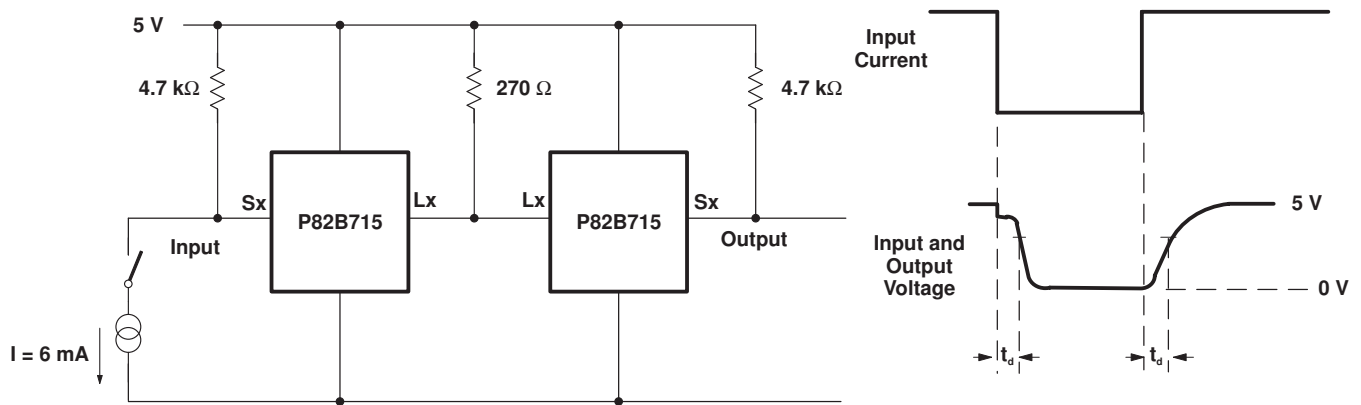 5 V
4.7 kΩ
270 Ω
4.7 kΩ
Sx
P82B715
Lx
Lx
P82B715
Sx
Input
Output
I = 6 mA
Input
Current
Input and
Output
Voltage
5 V
0 V
td
td